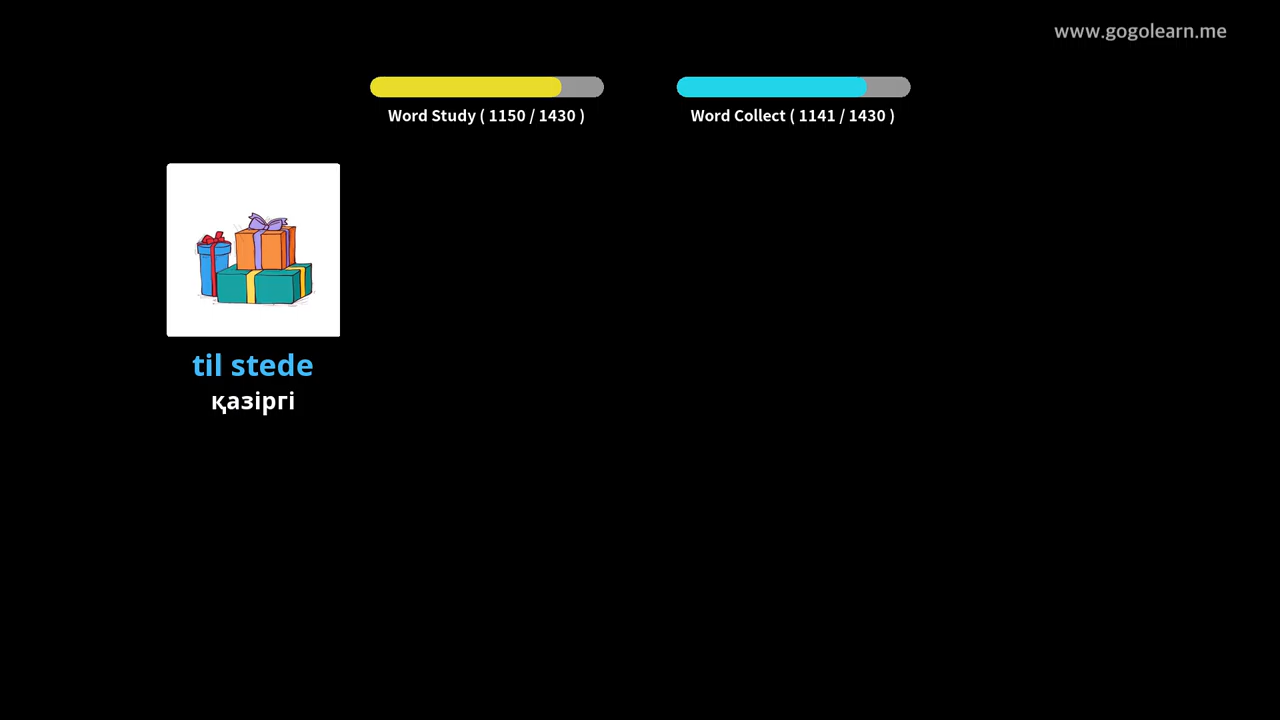 www.gogolearn.me
Word Study ( 1150 / 1430 )
Word Collect ( 1141 / 1430 )
til stede
қазіргі